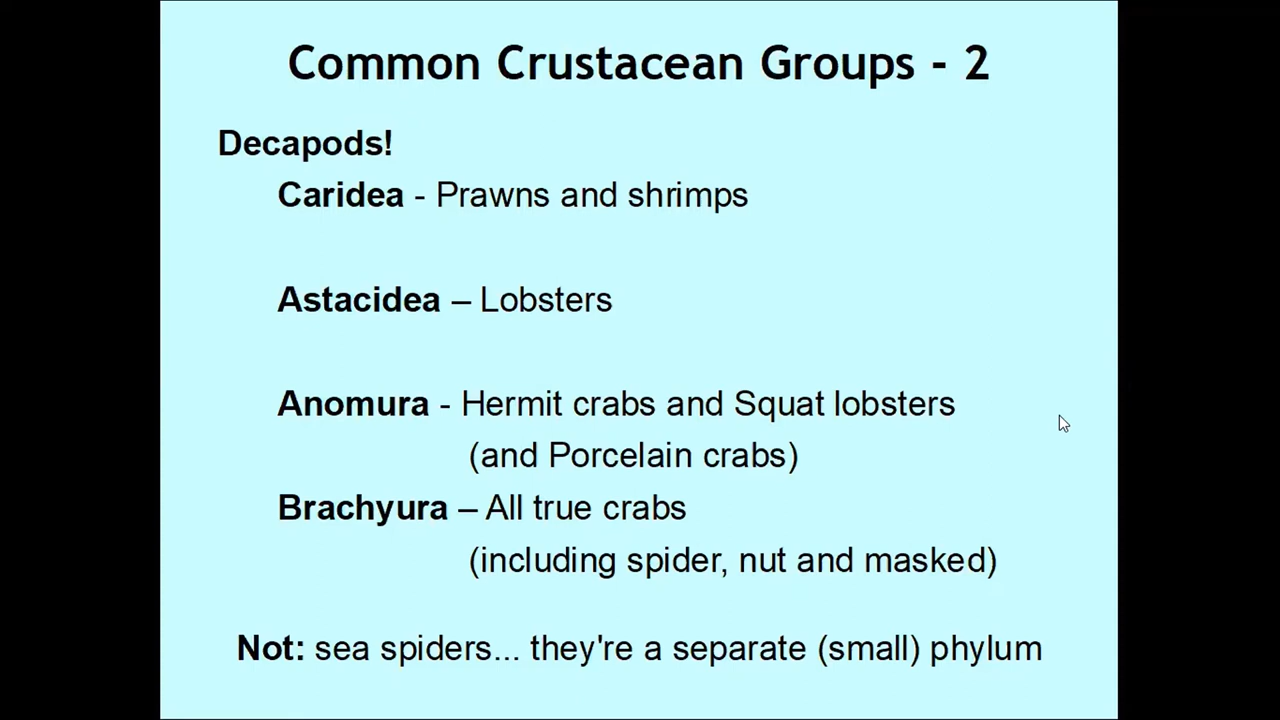 Common Crustacean Groups - 2
Decapods!
Caridea - Prawns and shrimps
Astacidea – Lobsters
Anomura - Hermit crabs and Squat lobsters
(and Porcelain crabs)
Brachyura – All true crabs
(including spider, nut and masked)
Not: sea spiders... they're a separate (small) phylum